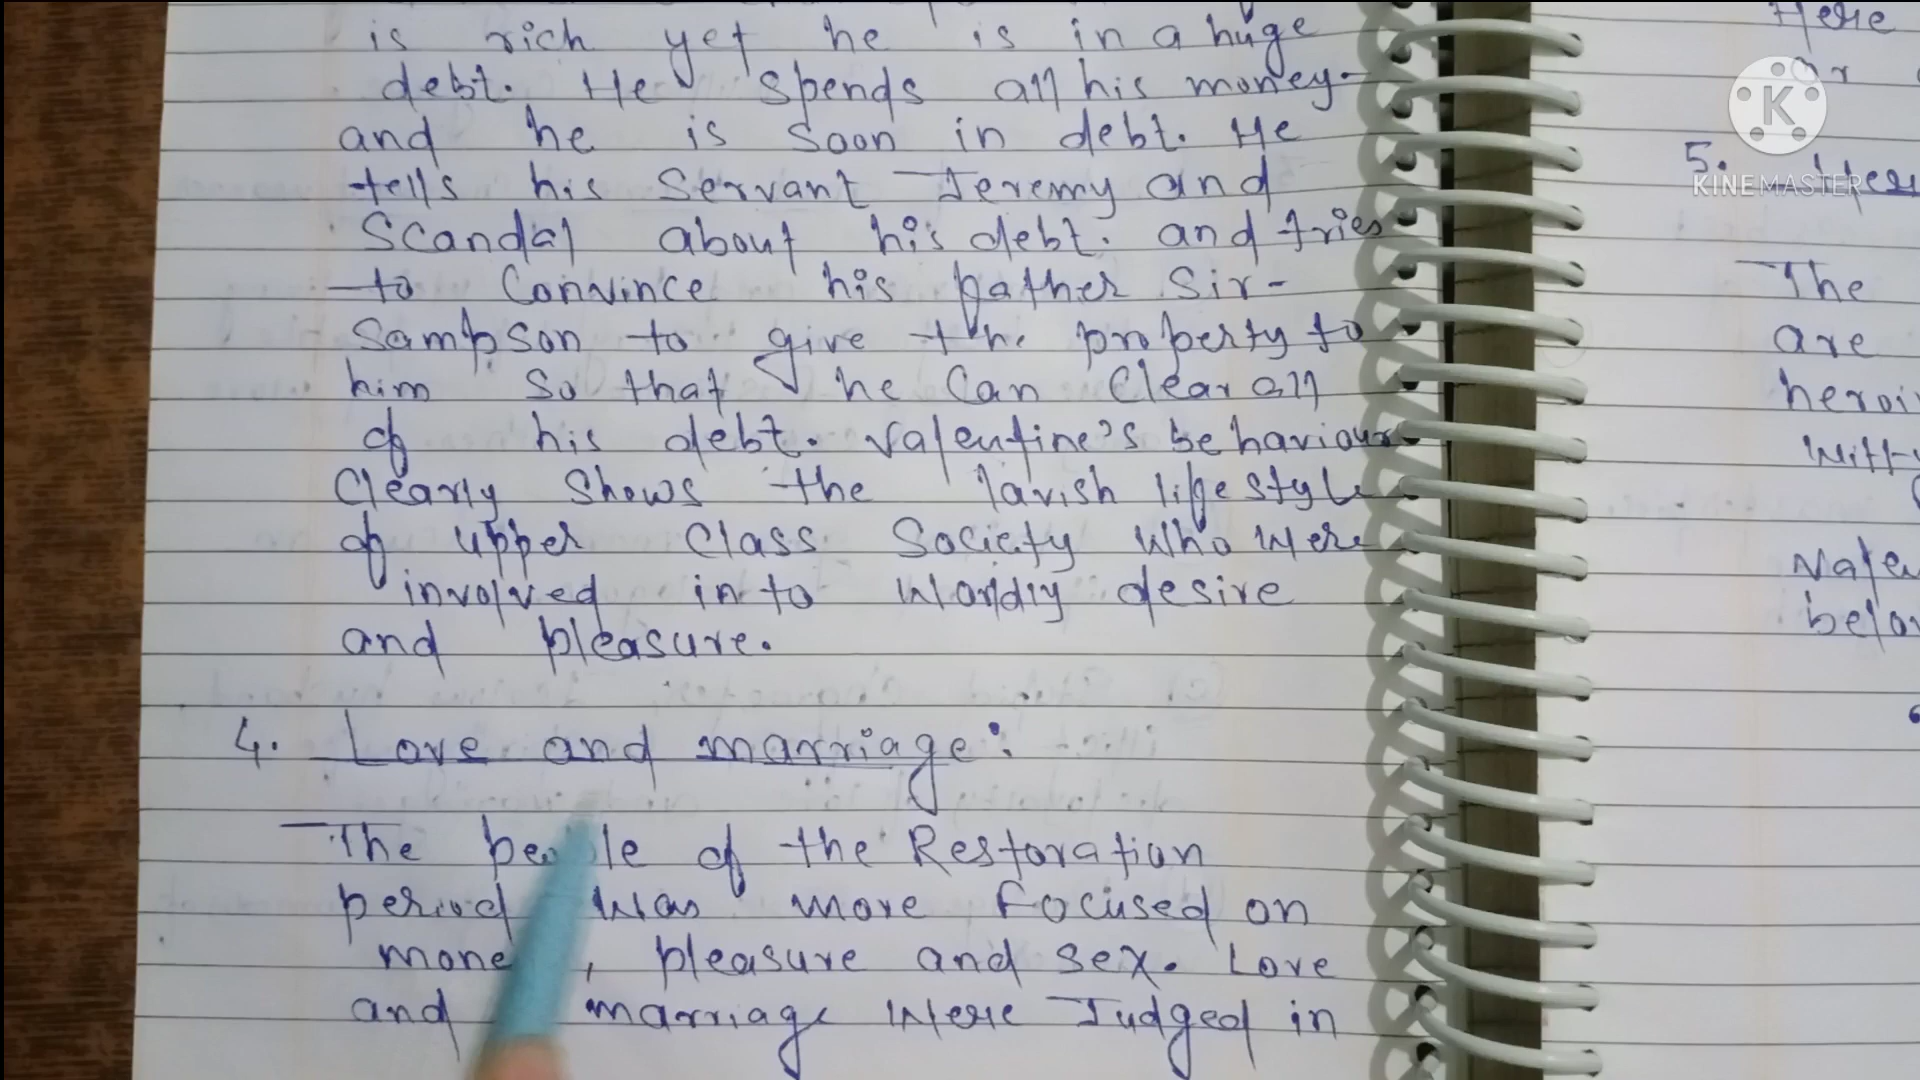 is rich yet he is in a huge
debt. He spends all his money.
and he is soon in debt. He
tells his servant Jeremy and
Scandal about his debt. and tries
to Convince his father Sir-
Sampson to give the property to
him so that he can Clear all
of his debt. Valentine's behaviour
Clearly shows the lavish life style
of upper Class Society who were
involved into worldly desire
and pleasure.
4. Love and marriage:
The people of the Restoration
period was more focused on
money, pleasure and sex. Love
and marriage were Judged in
Here
5.
The
are
K
KINEMASTER